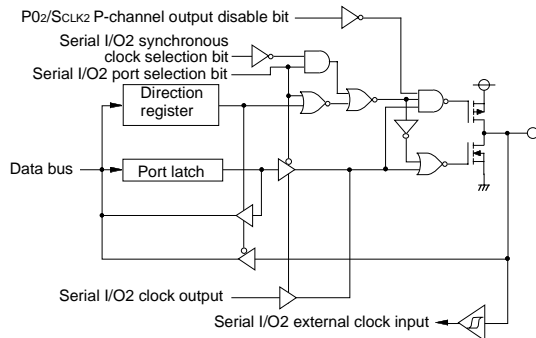 P02/SCLK2 P-channel output disable bit
Serial I/O2 synchronous
clock selection bit
Serial I/O2 port selection bit
Direction
register
Data bus
Port latch
Serial I/O2 clock output
Serial I/O2 external clock input